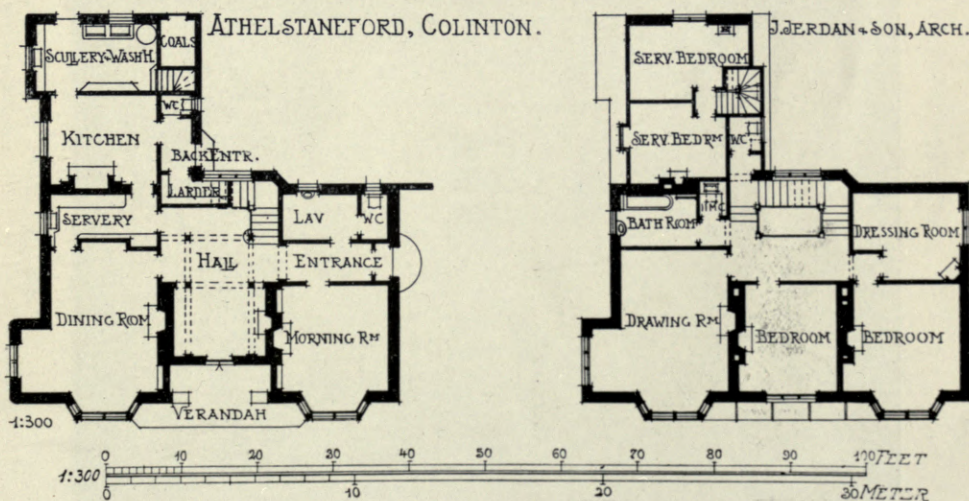 ATHELSTANEFORD, COLINTON.
J. JERDAN + SON, ARCH.
SCULLERY + WASH H.
COALS
W.C
KITCHEN
BACK ENTR.
LARDER
SERVERY
LAV
WC
HALL
ENTRANCE
DINING ROOM
MORNING RM
VERANDAH
1:300
SERV. BEDROOM
SERV. BEDRM
WC
BATH ROOM
DRESSING ROOM
DRAWING RM
BEDROOM
BEDROOM
0 10 20 30 40 50 60 70 80 90 100 FEET
1:300
0 10 20 30 METER